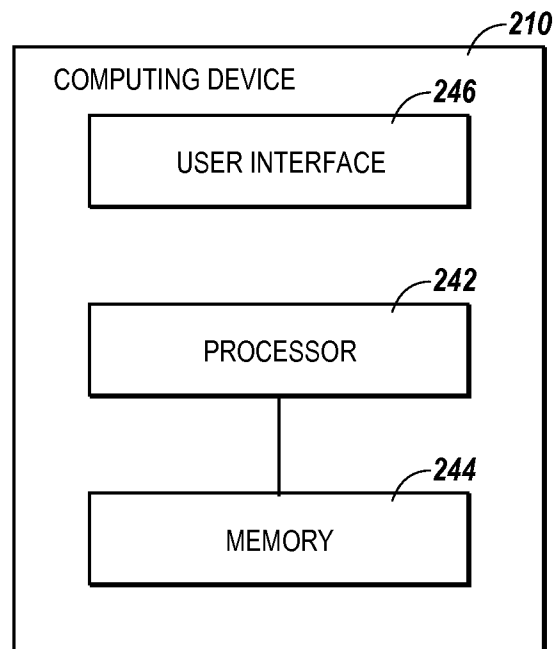 210
COMPUTING DEVICE
246
USER INTERFACE
242
PROCESSOR
244
MEMORY